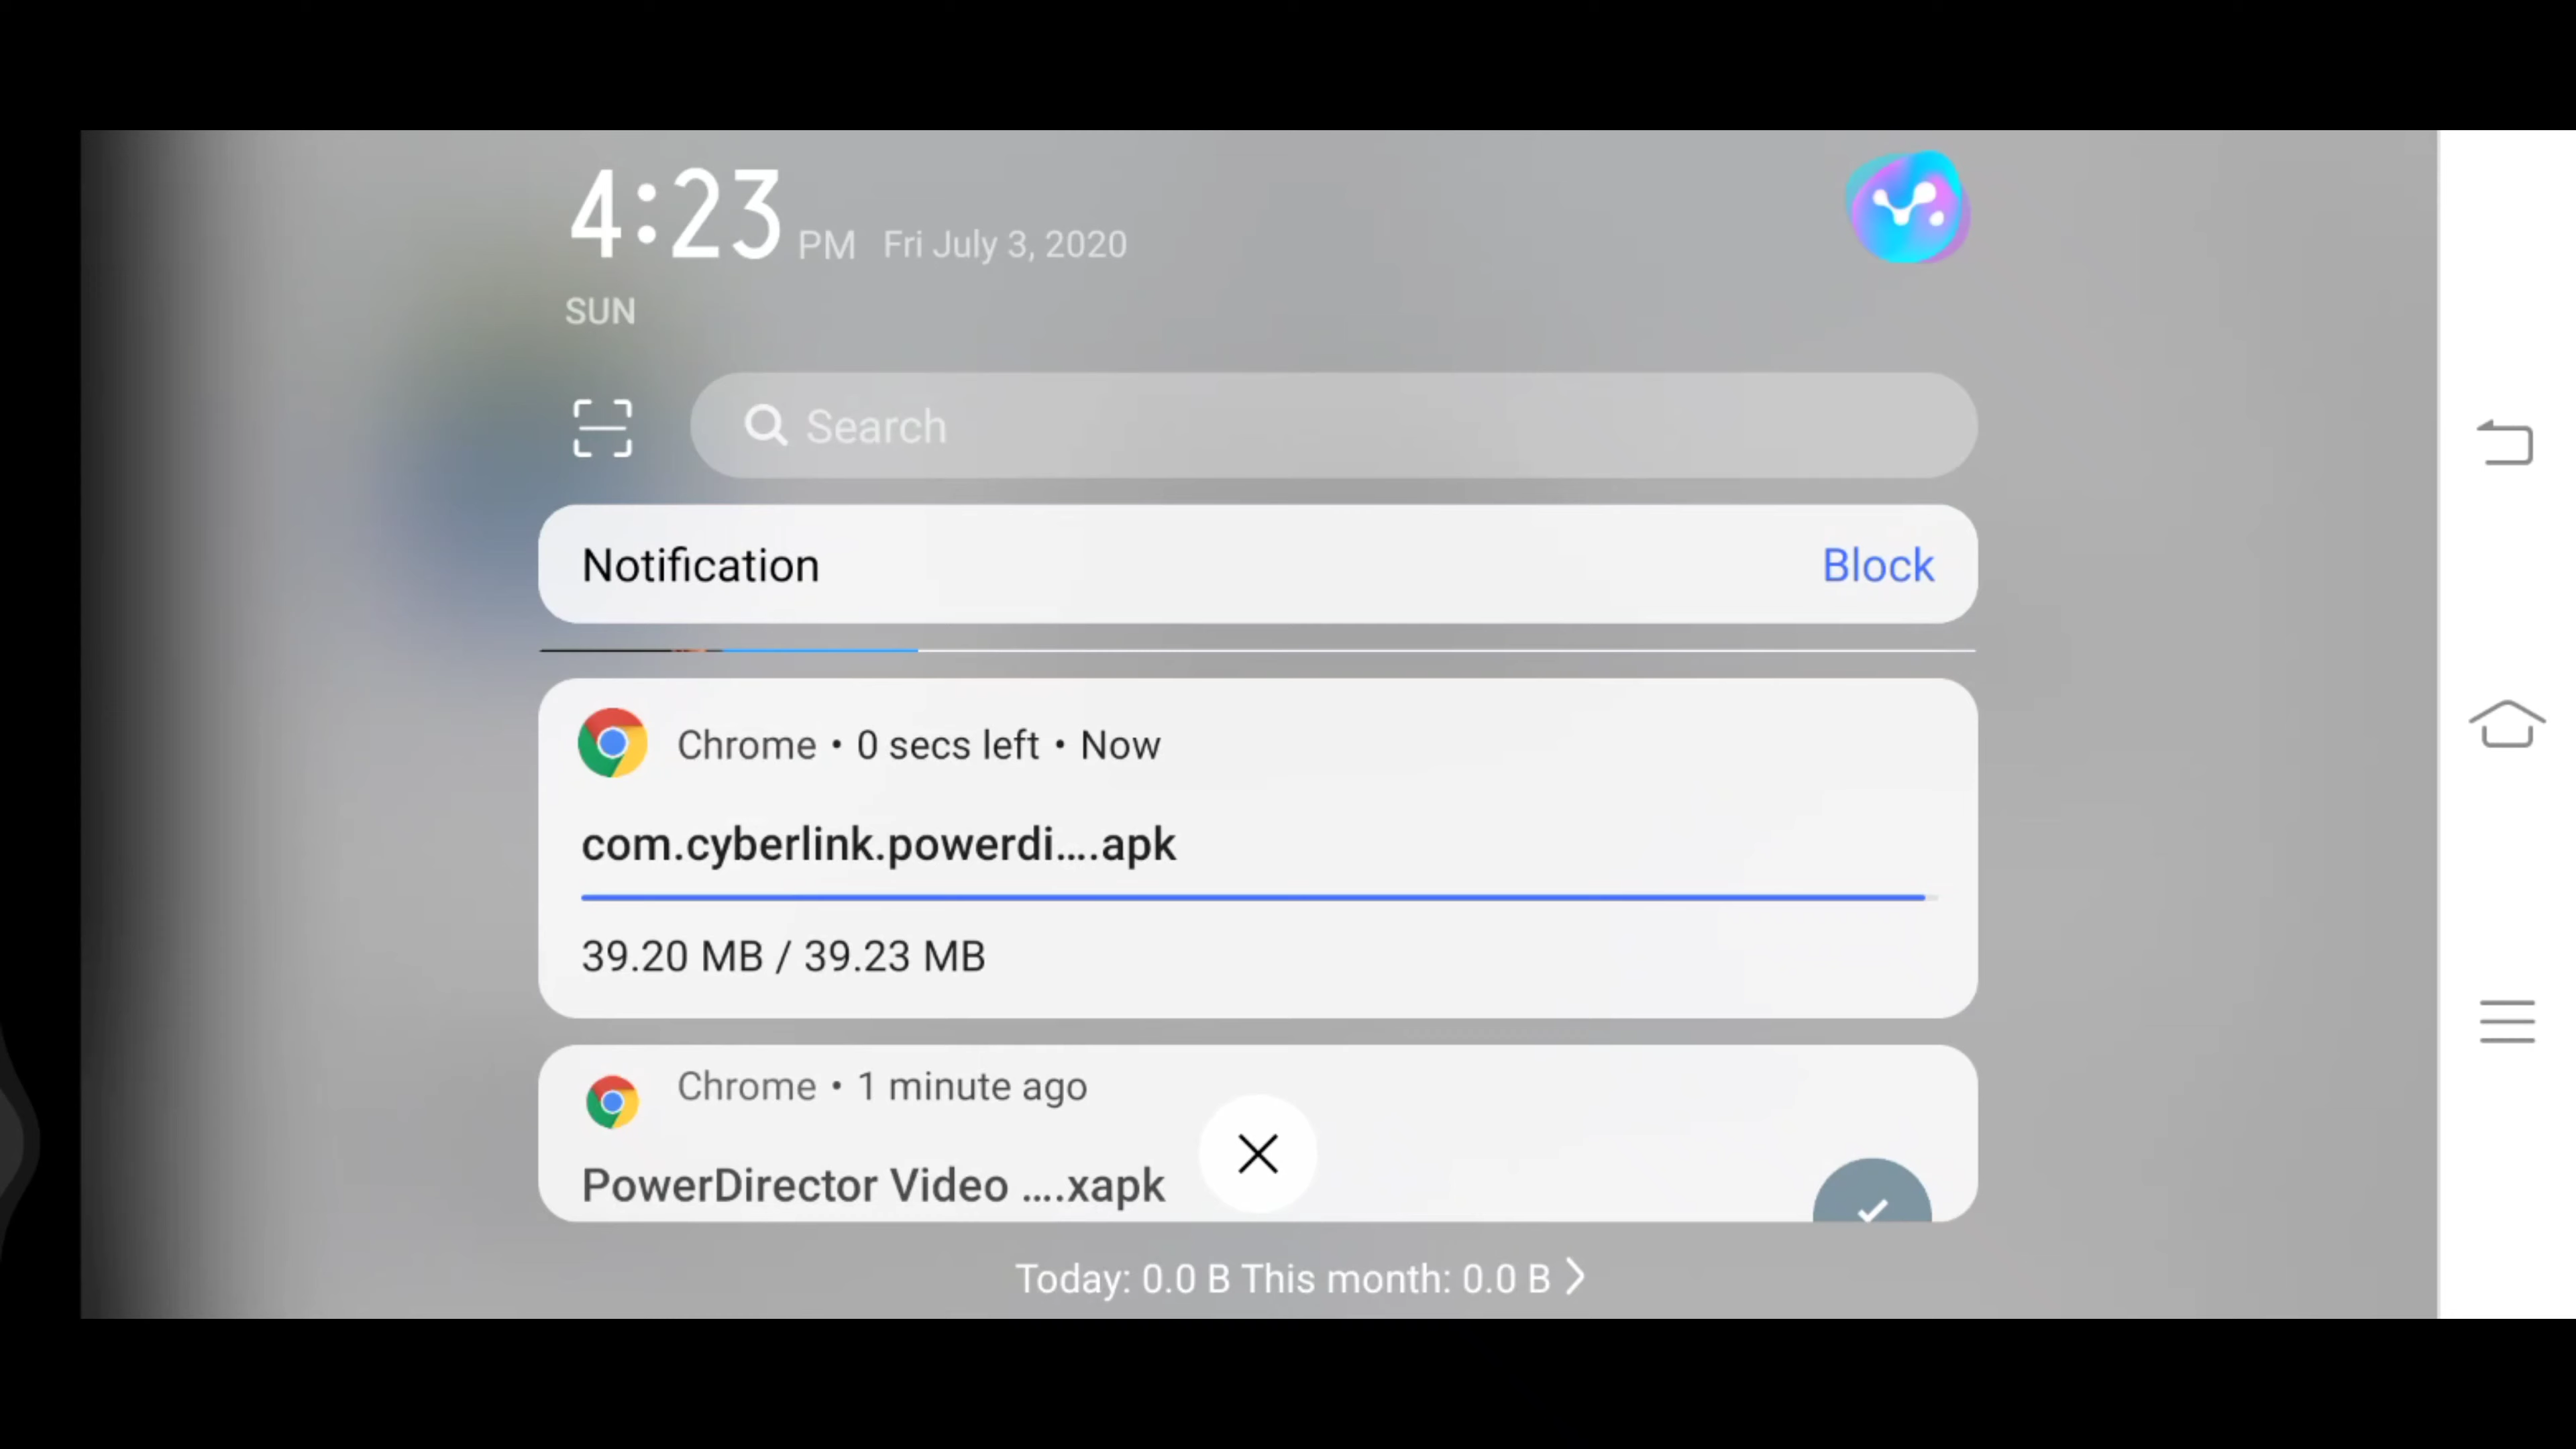 4:23 PM Fri July 3, 2020
SUN
Search
Notification Block
Chrome • 0 secs left • Now
com.cyberlink.powerdi....apk
39.20 MB / 39.23 MB
Chrome • 1 minute ago
PowerDirector Video ....xapk
Today: 0.0 B This month: 0.0 B